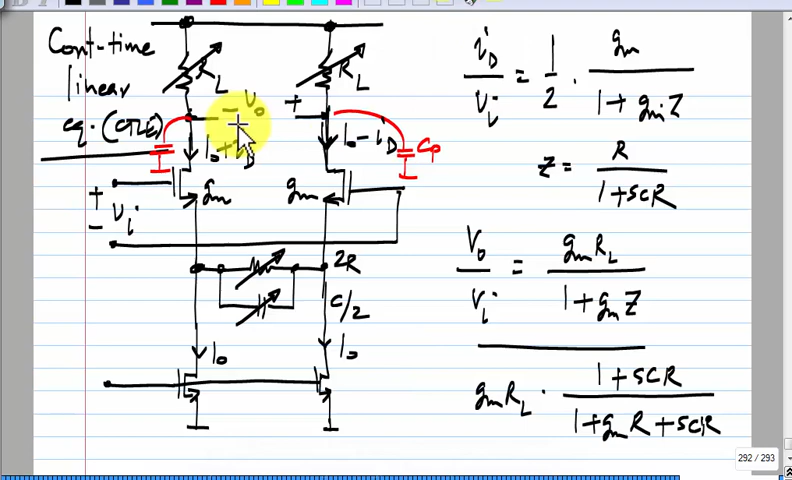 Cont-time
linear
eq. (CTLE)
R_L
R_L
- V_o +
I_o + i_D
I_o - i_D
C_P
g_m
g_m
+
V_i
-
2R
C/2
I_o
I_o
i_D / V_i = 1/2 · g_m / (1 + g_m Z)
Z = R / (1 + SCR)
V_o / V_i = g_m R_L / (1 + g_m Z)
g_m R_L · (1 + SCR) / (1 + g_m R + SCR)
292 / 293